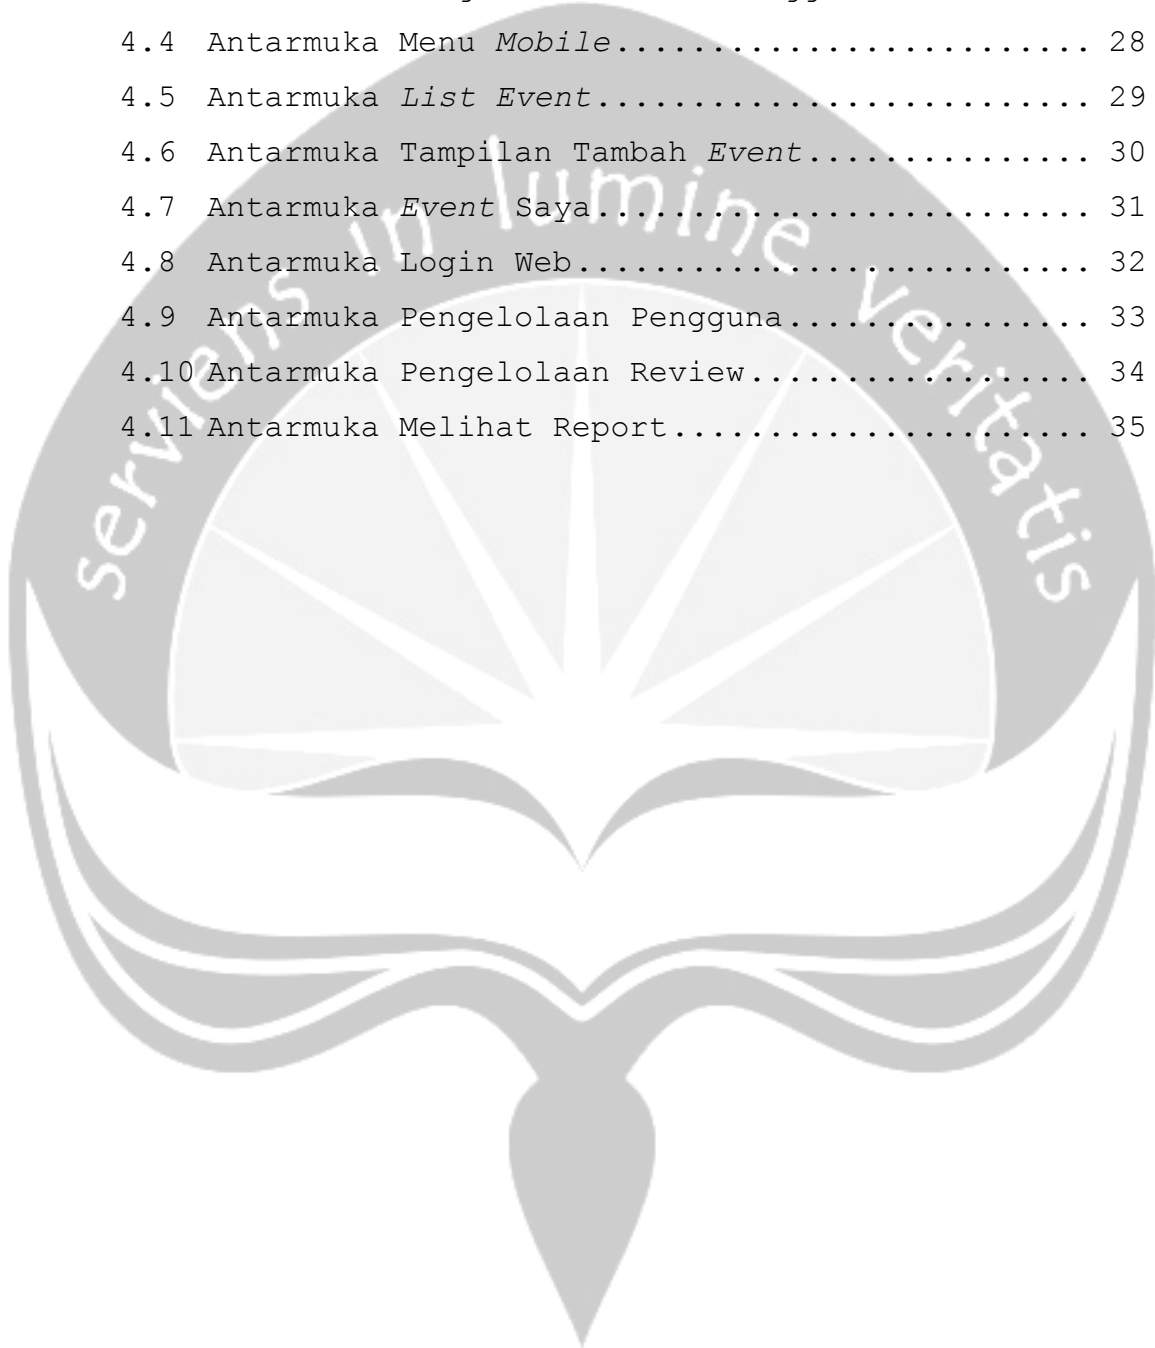 4.4 Antarmuka Menu Mobile......................... 28
4.5 Antarmuka List Event.......................... 29
4.6 Antarmuka Tampilan Tambah Event............... 30
4.7 Antarmuka Event Saya.......................... 31
4.8 Antarmuka Login Web........................... 32
4.9 Antarmuka Pengelolaan Pengguna................ 33
4.10 Antarmuka Pengelolaan Review.................. 34
4.11 Antarmuka Melihat Report...................... 35
serviens in lumine veritatis